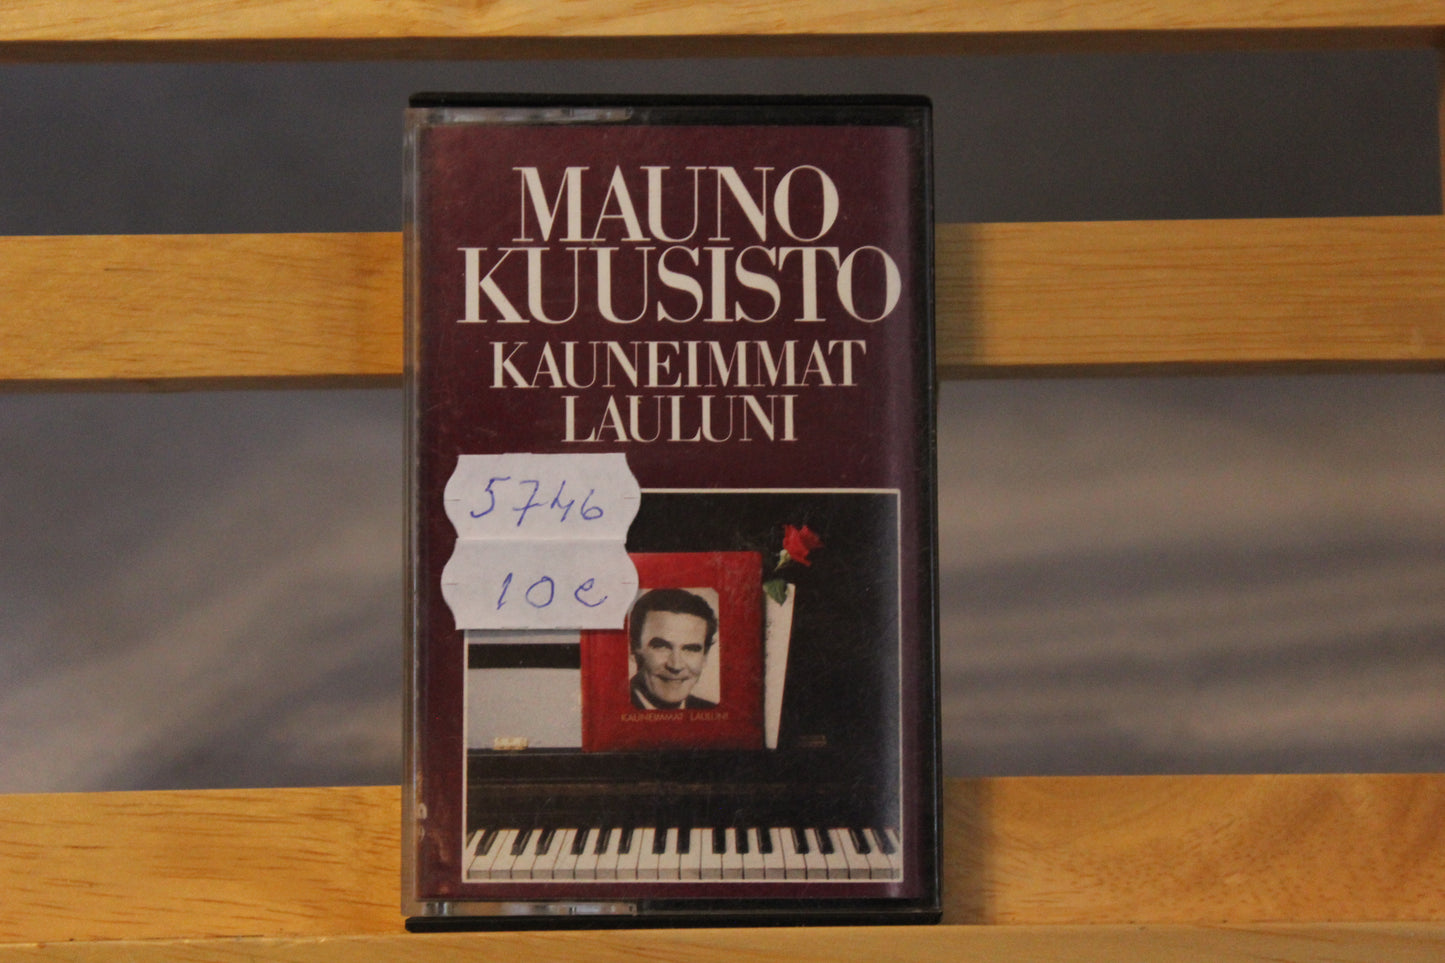 MAUNO
KUUSISTO
KAUNEIMMAT
LAULUNI
5746
10e
KAUNEIMMAT LAULUNI